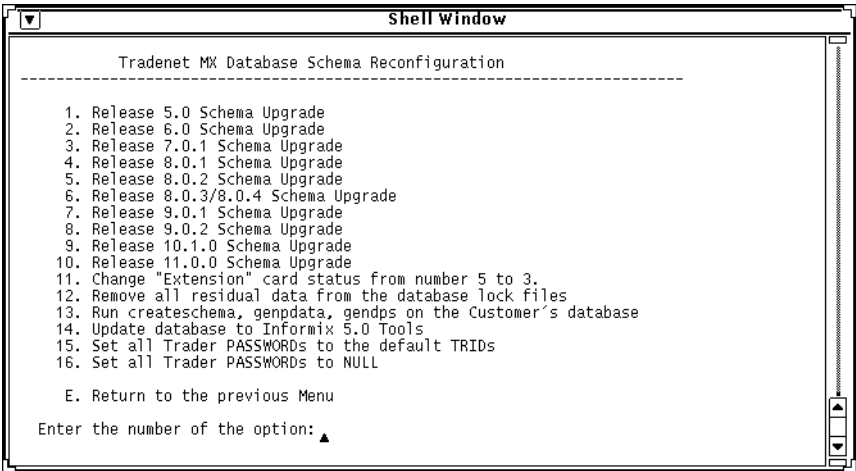 Shell Window
Tradenet MX Database Schema Reconfiguration
--------------------------------------------------------------------------
1. Release 5.0 Schema Upgrade
2. Release 6.0 Schema Upgrade
3. Release 7.0.1 Schema Upgrade
4. Release 8.0.1 Schema Upgrade
5. Release 8.0.2 Schema Upgrade
6. Release 8.0.3/8.0.4 Schema Upgrade
7. Release 9.0.1 Schema Upgrade
8. Release 9.0.2 Schema Upgrade
9. Release 10.1.0 Schema Upgrade
10. Release 11.0.0 Schema Upgrade
11. Change "Extension" card status from number 5 to 3.
12. Remove all residual data from the database lock files
13. Run createschema, genpdata, gendps on the Customer´s database
14. Update database to Informix 5.0 Tools
15. Set all Trader PASSWORDs to the default TRIDs
16. Set all Trader PASSWORDs to NULL
E. Return to the previous Menu
Enter the number of the option: